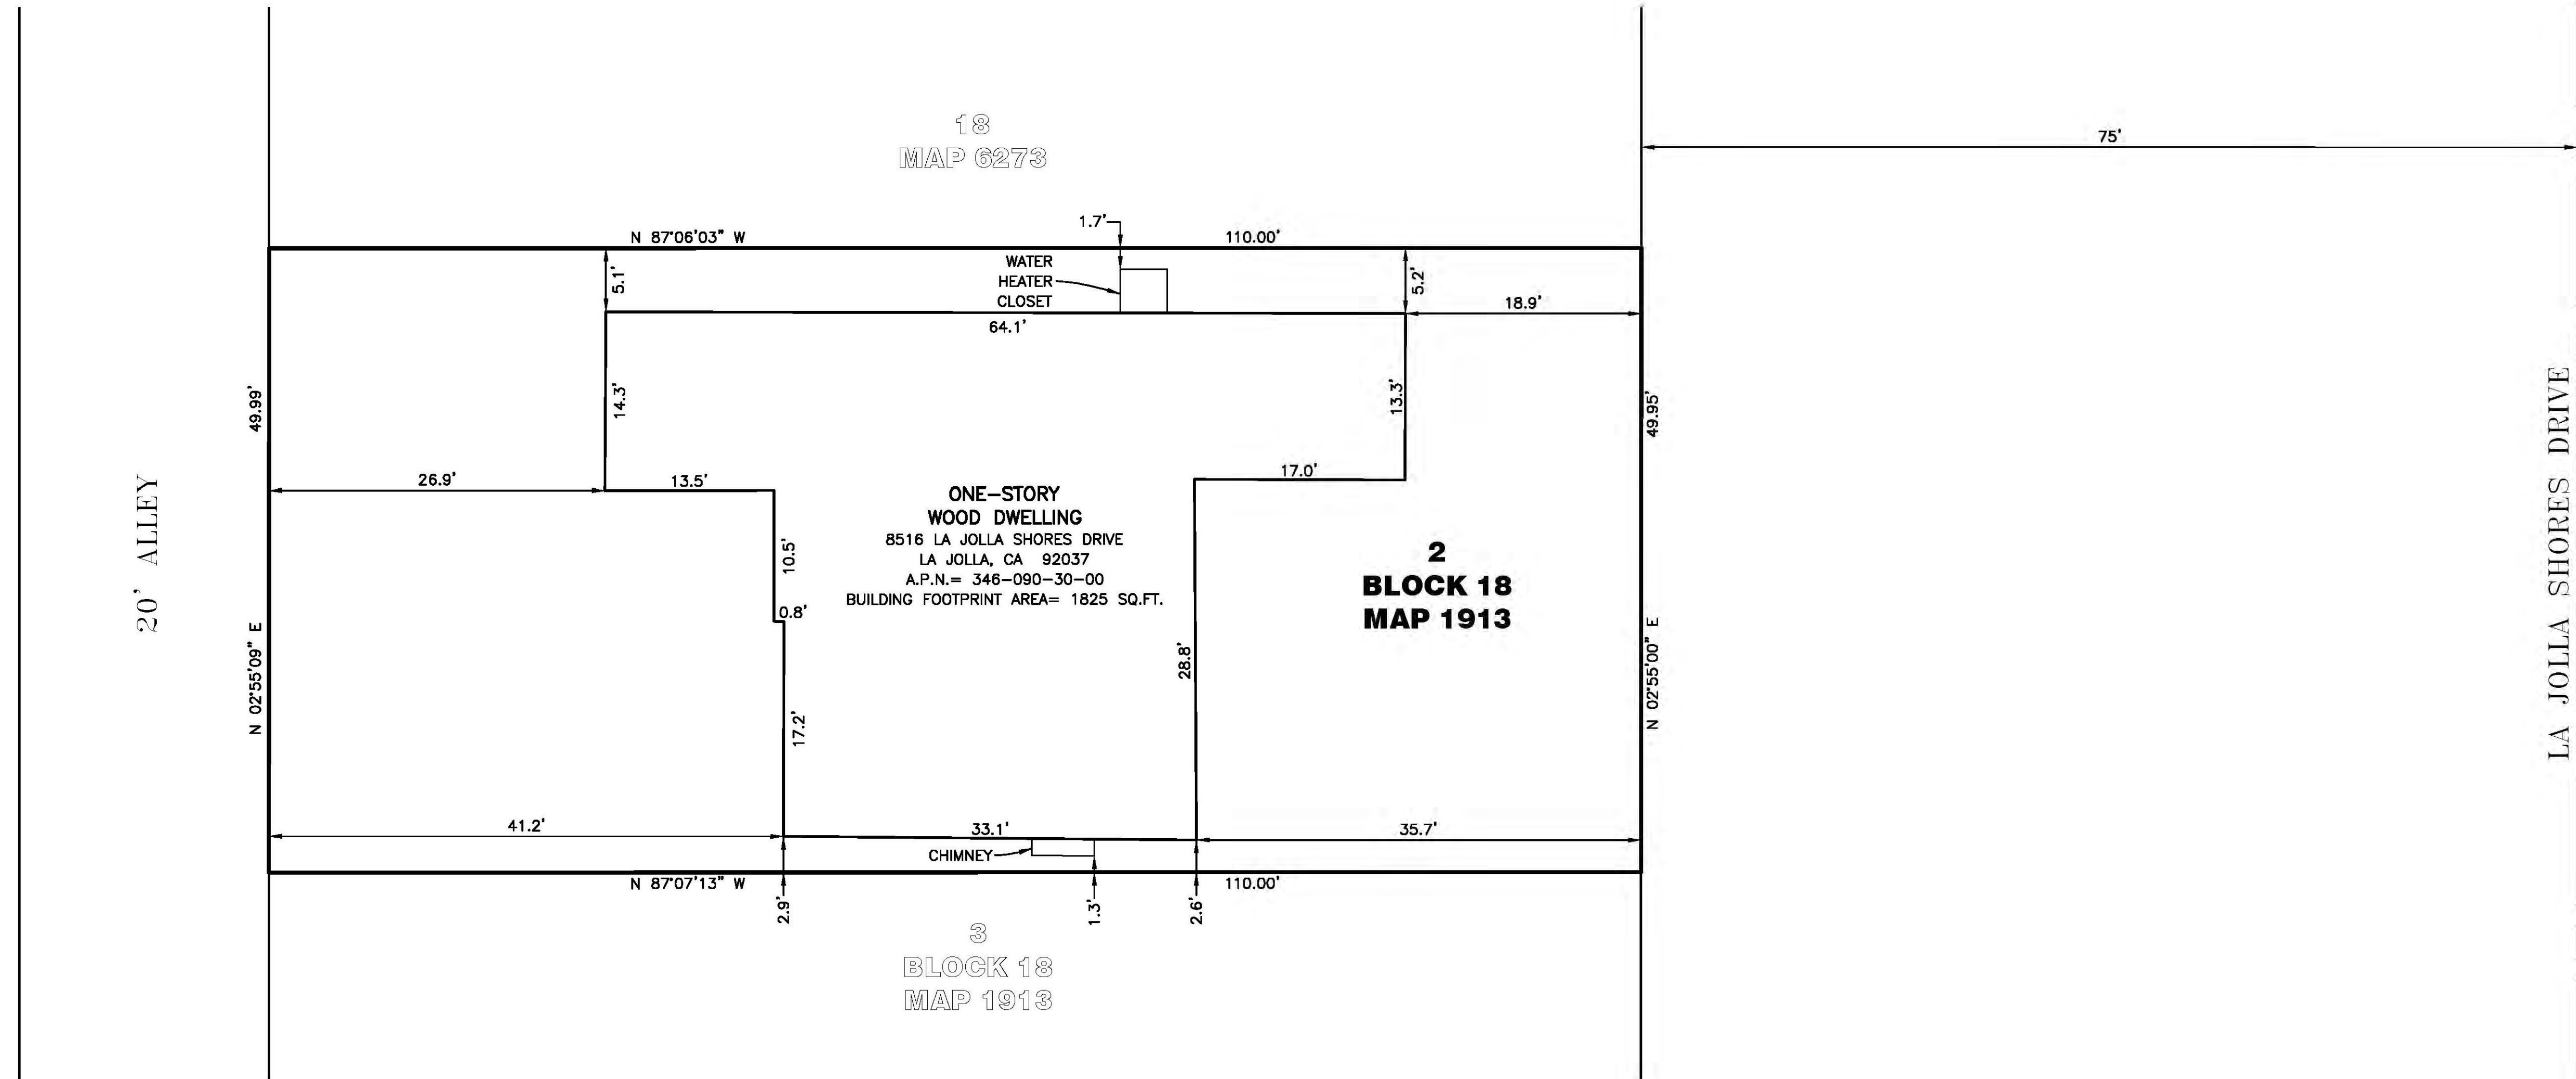 18
MAP 6273
75'
1.7'
N 87°06'03" W
110.00'
WATER
HEATER
CLOSET
5.1'
5.2'
18.9'
64.1'
14.3'
13.3'
49.99'
49.95'
26.9'
13.5'
17.0'
ONE-STORY
WOOD DWELLING
8516 LA JOLLA SHORES DRIVE
LA JOLLA, CA 92037
A.P.N.= 346-090-30-00
BUILDING FOOTPRINT AREA= 1825 SQ.FT.
2
BLOCK 18
MAP 1913
20' ALLEY
LA JOLLA SHORES DRIVE
10.5'
0.8'
28.8'
17.2'
N 02°55'09" E
N 02°55'00" E
41.2'
33.1'
35.7'
CHIMNEY
N 87°07'13" W
110.00'
2.9'
1.3'
2.6'
3
BLOCK 18
MAP 1913